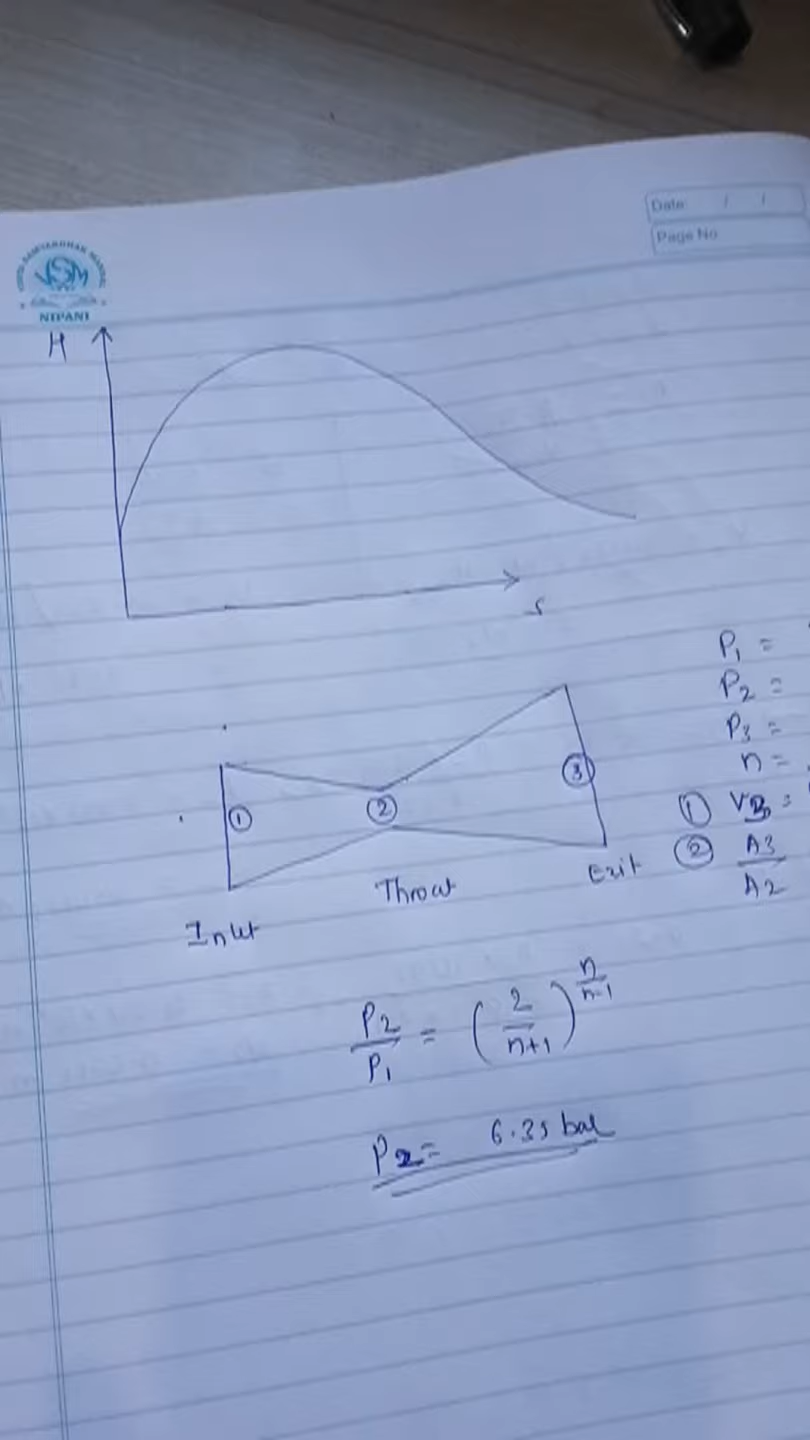 Date / /
Page No
VSM
NIPANI
H
s
P1 =
P2 =
P3 =
n =
① V3 =
② A3
A2
① ② ③
Inlet Throat Exit
P2/P1 = (2/n+1)^n/n-1
P2 = 6.35 bar